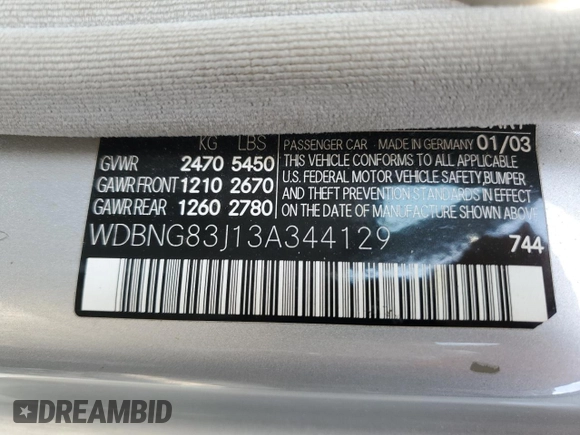 KG LBS PASSENGER CAR MADE IN GERMANY 01/03
GVWR 2470 5450 THIS VEHICLE CONFORMS TO ALL APPLICABLE
U.S. FEDERAL MOTOR VEHICLE SAFETY, BUMPER
GAWR FRONT 1210 2670 AND THEFT PREVENTION STANDARDS IN EFFECT
GAWR REAR 1260 2780 ON DATE OF MANUFACTURE SHOWN ABOVE.
WDBNG83J13A344129 744
DREAMBID